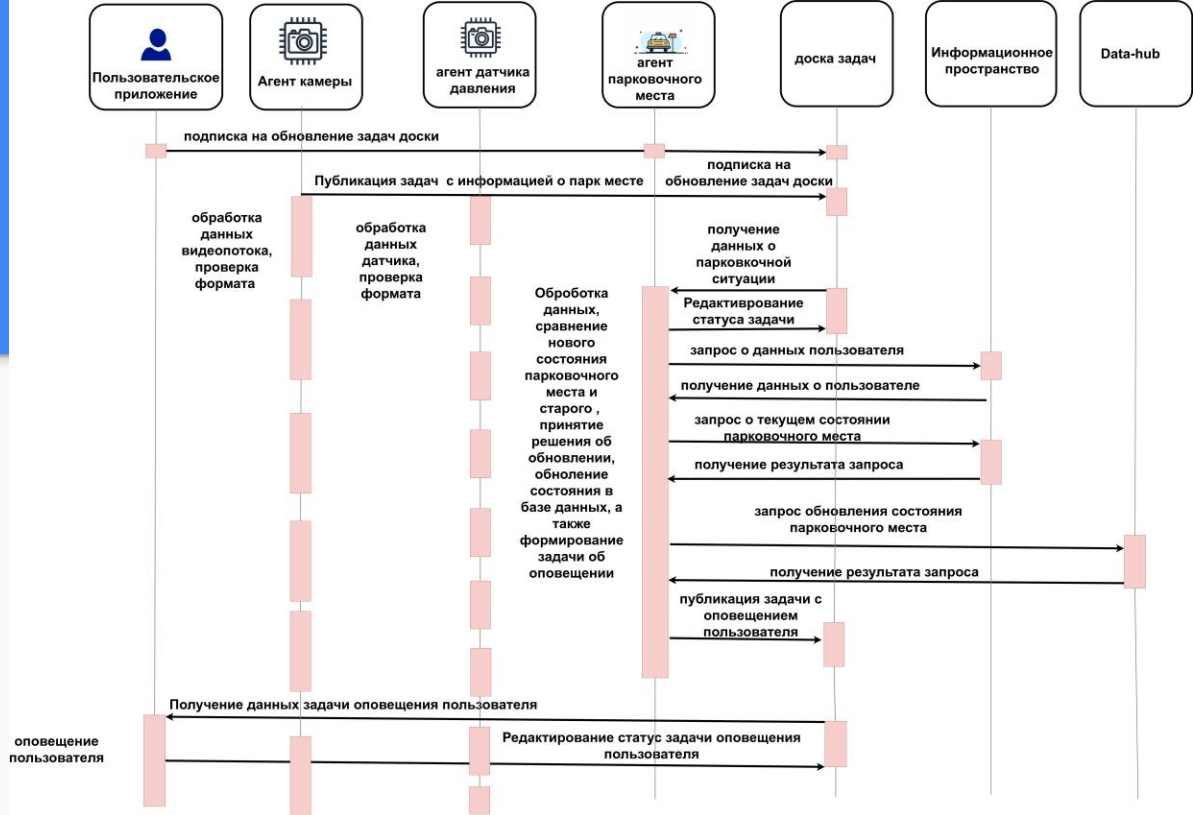 Пользовательское
приложение
Агент камеры
агент датчика
давления
агент
парковочного
места
доска задач
Информационное
пространство
Data-hub
подписка на обновление задач доски
подписка на
обновление задач доски
Публикация задач с информацией о парк месте
обработка
данных
видеопотока,
проверка
формата
обработка
данных
датчика,
проверка
формата
получение
данных о
парковкочной
ситуации
Оброботка
данных,
сравнение
нового
состояния
парковочного
места и
старого ,
принятие
решения об
обновлении,
обноление
состояния в
базе данных, а
также
формирование
задачи об
оповещении
Редактиврование
статуса задачи
запрос о данных пользователя
получение данных о пользователе
запрос о текущем состоянии
парковочного места
получение результата запроса
запрос обновления состояния
парковочного места
получение результата запроса
публикация задачи с
оповещением
пользователя
Получение данных задачи оповещения пользователя
оповещение
пользователя
Редактирование статус задачи оповещения
пользователя